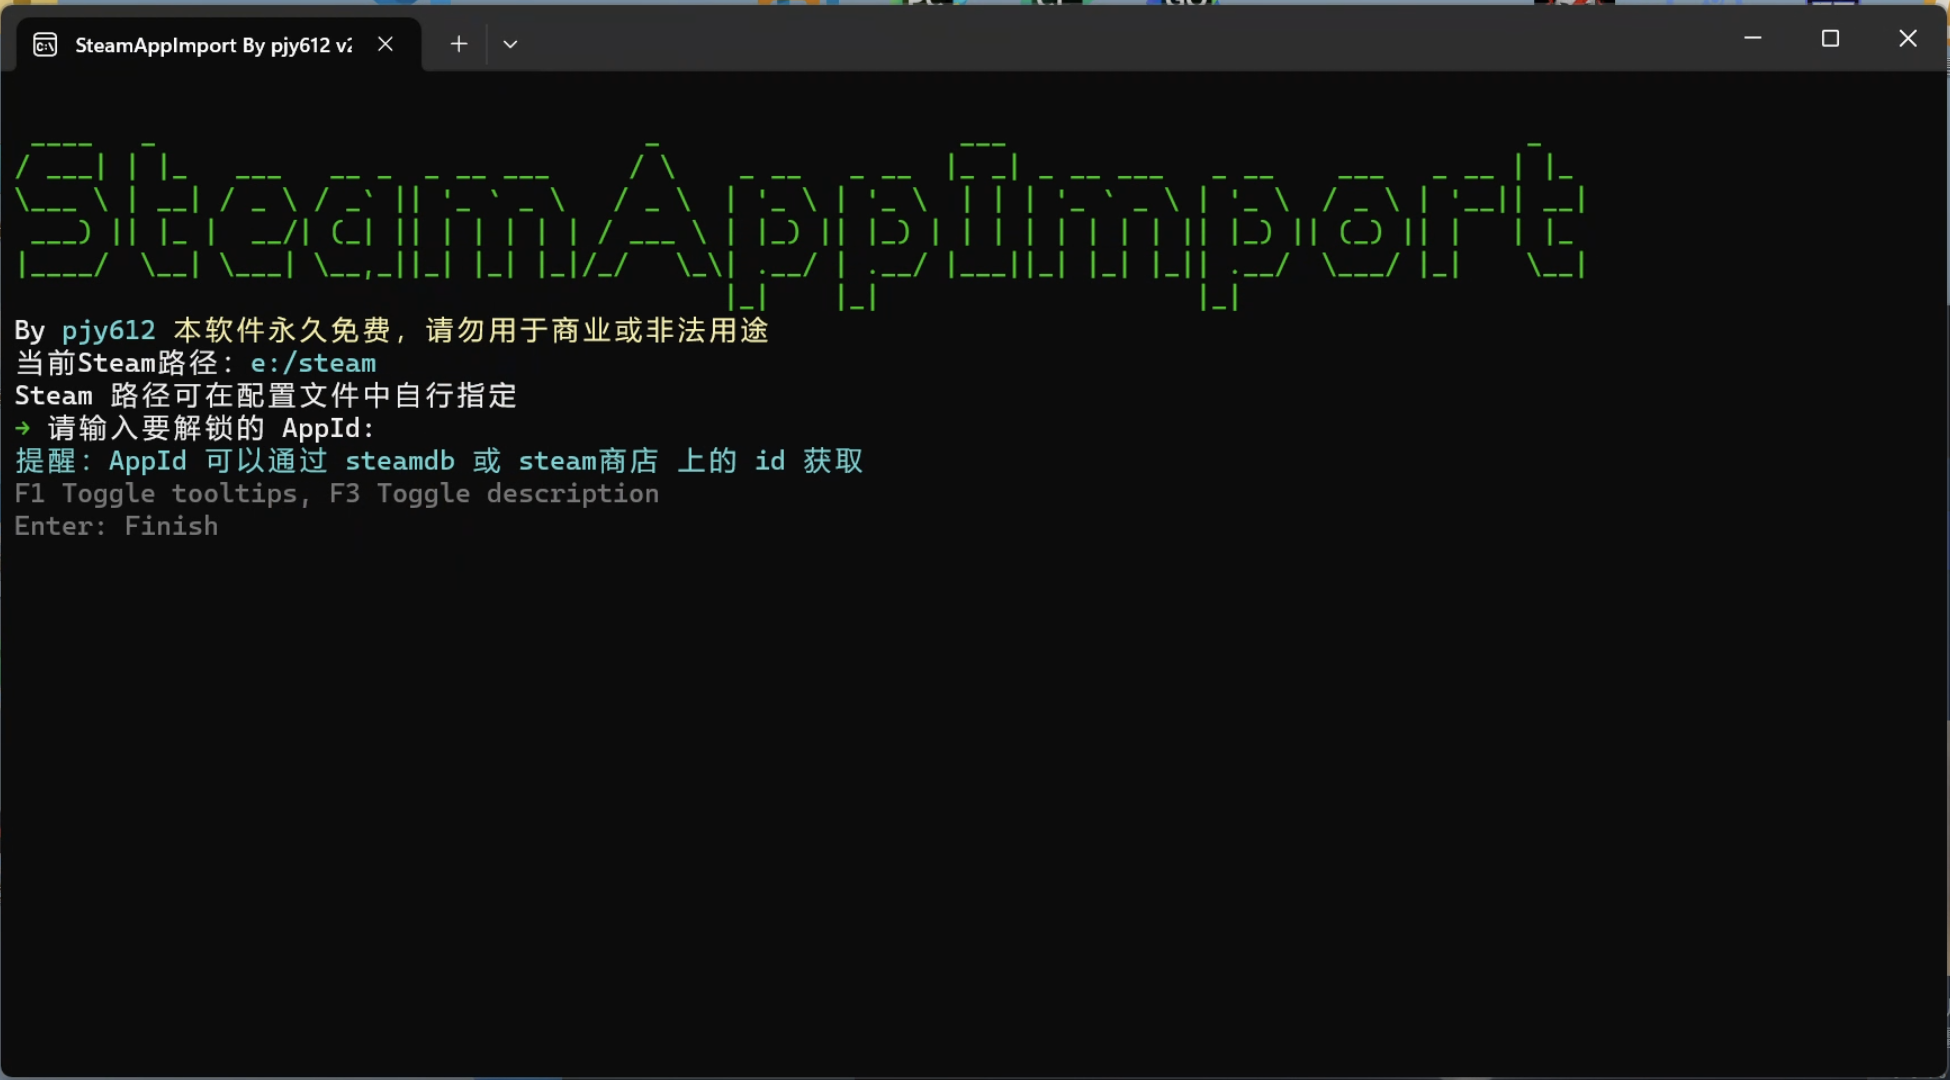 SteamAppImport By pjy612 v2
SteamAppImport
By pjy612 本软件永久免费, 请勿用于商业或非法用途
当前Steam路径: e:/steam
Steam 路径可在配置文件中自行指定
→ 请输入要解锁的 AppId:
提醒: AppId 可以通过 steamdb 或 steam商店 上的 id 获取
F1 Toggle tooltips, F3 Toggle description
Enter: Finish